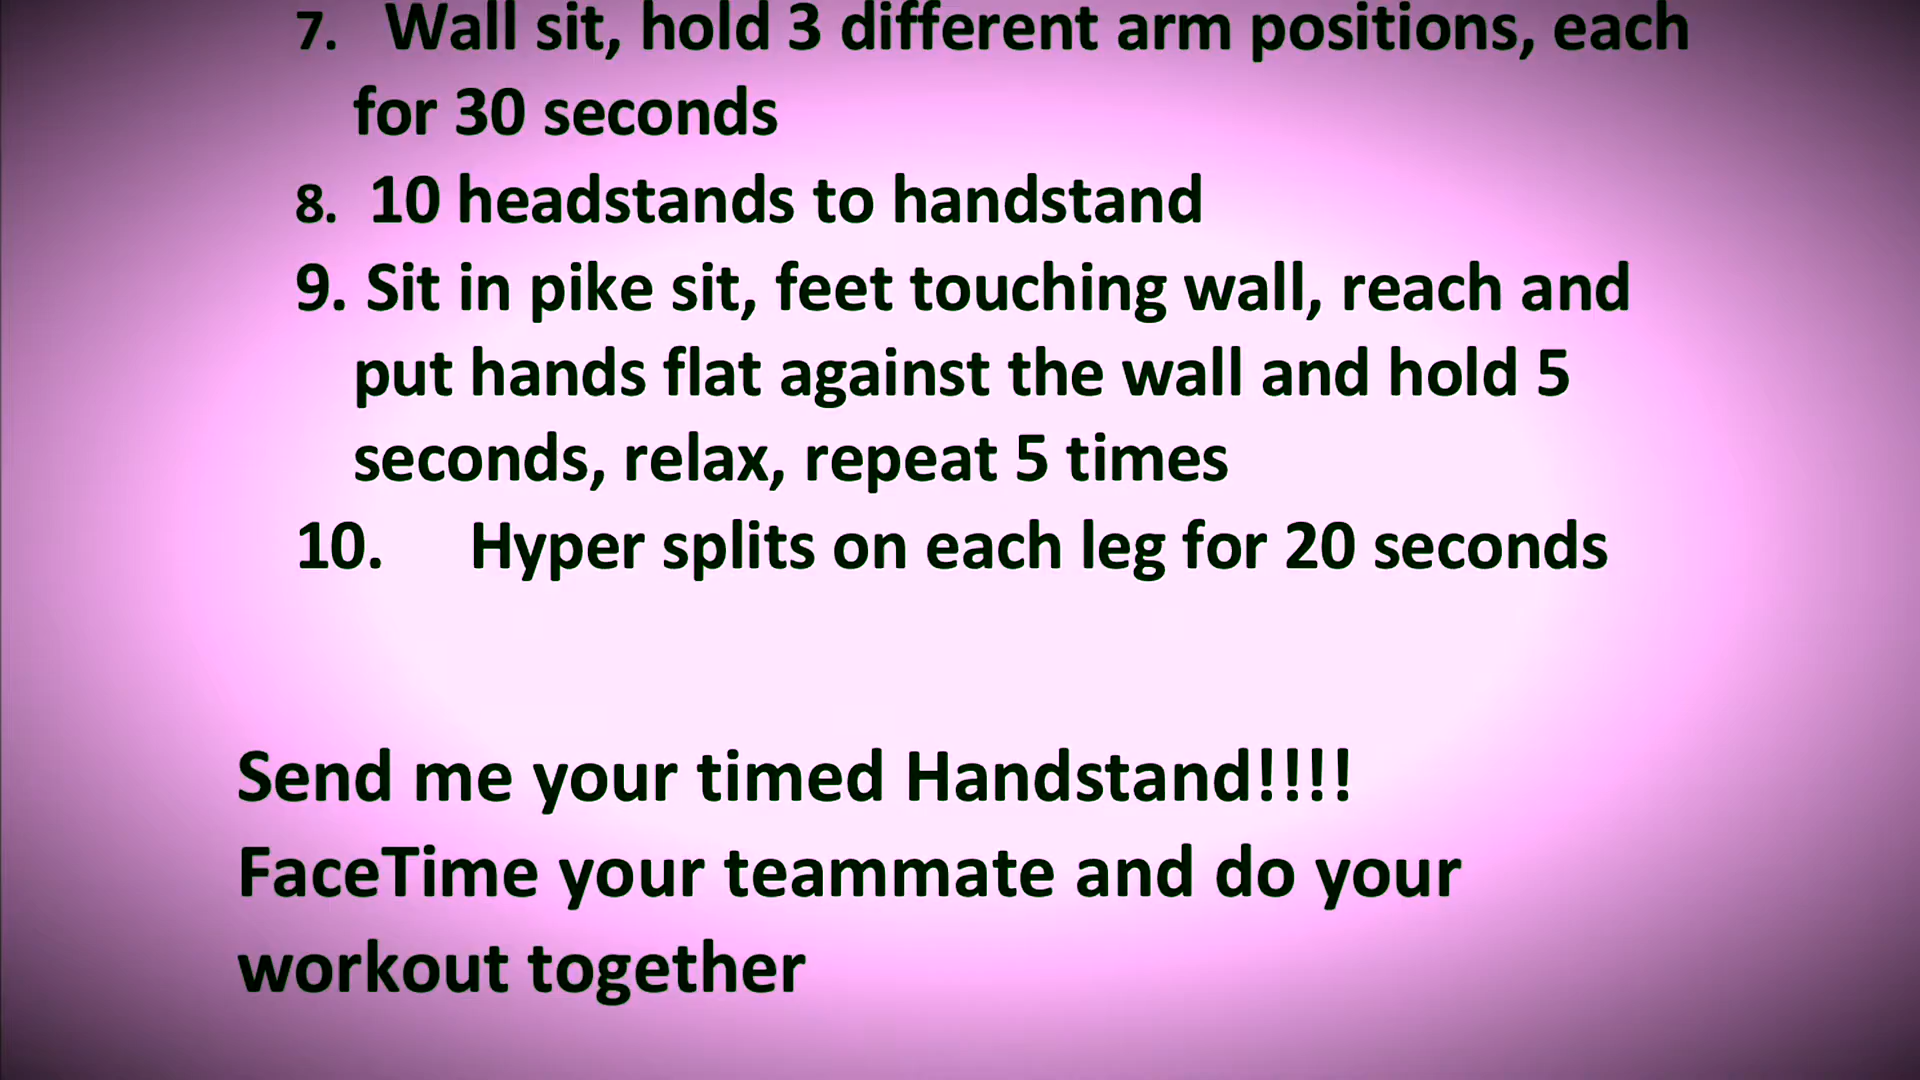 7. Wall sit, hold 3 different arm positions, each
for 30 seconds
8. 10 headstands to handstand
9. Sit in pike sit, feet touching wall, reach and
put hands flat against the wall and hold 5
seconds, relax, repeat 5 times
10. Hyper splits on each leg for 20 seconds
Send me your timed Handstand!!!!
FaceTime your teammate and do your
workout together